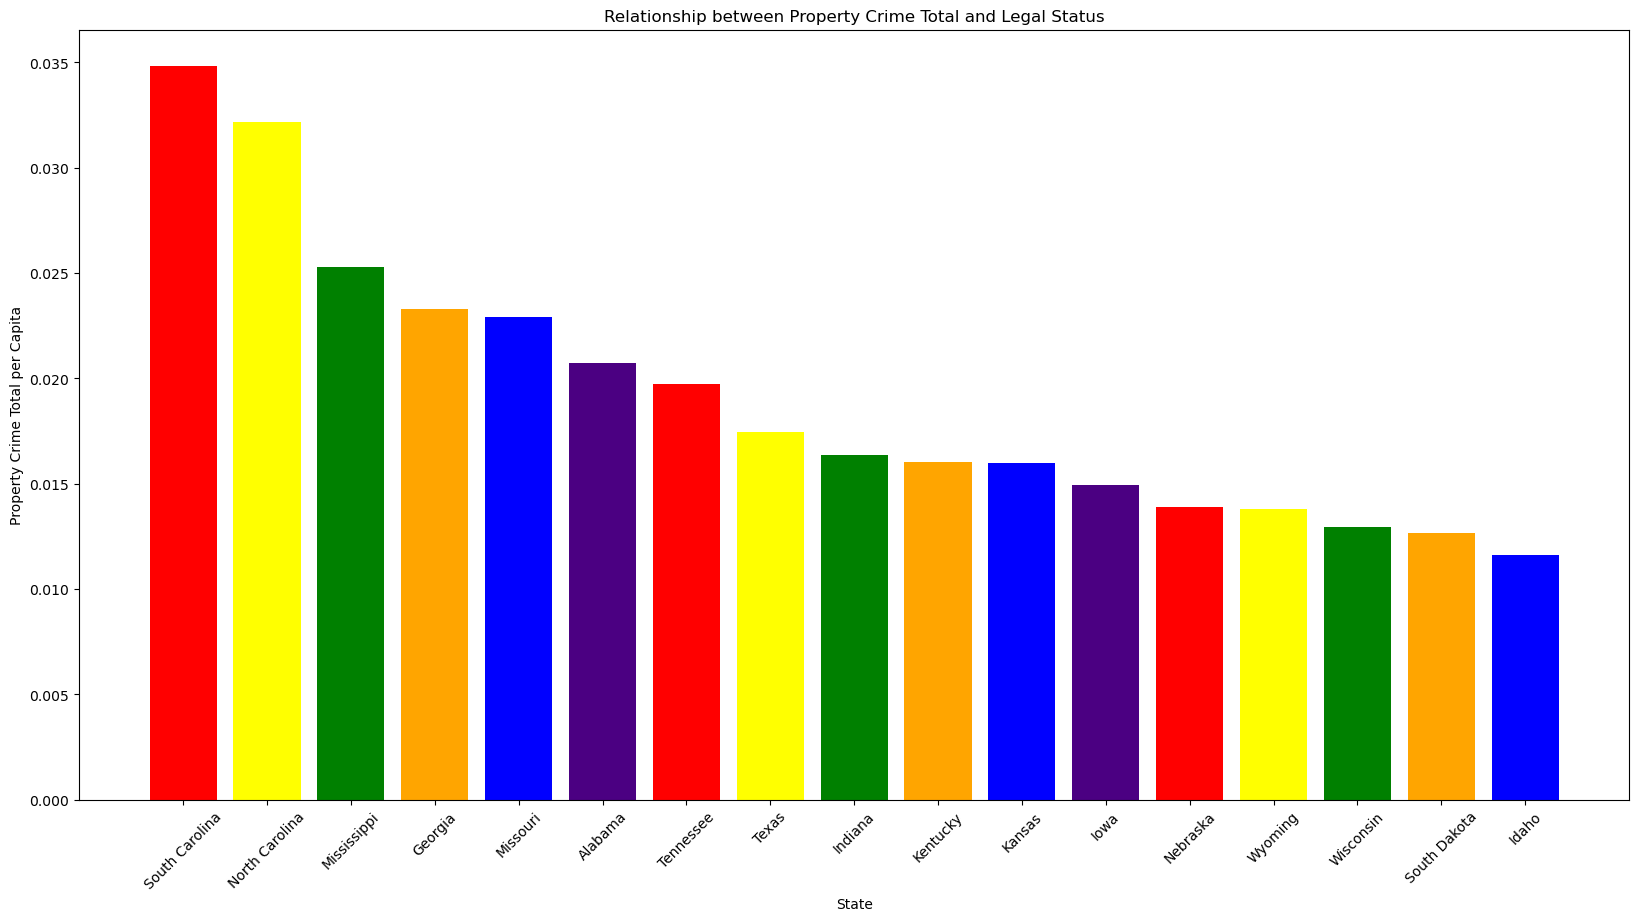 Relationship between Property Crime Total and Legal Status
Property Crime Total per Capita
0.035
0.030
0.025
0.020
0.015
0.010
0.005
0.000
South Carolina
North Carolina
Mississippi
Georgia
Missouri
Alabama
Tennessee
Texas
Indiana
Kentucky
Kansas
Iowa
Nebraska
Wyoming
Wisconsin
South Dakota
Idaho
State